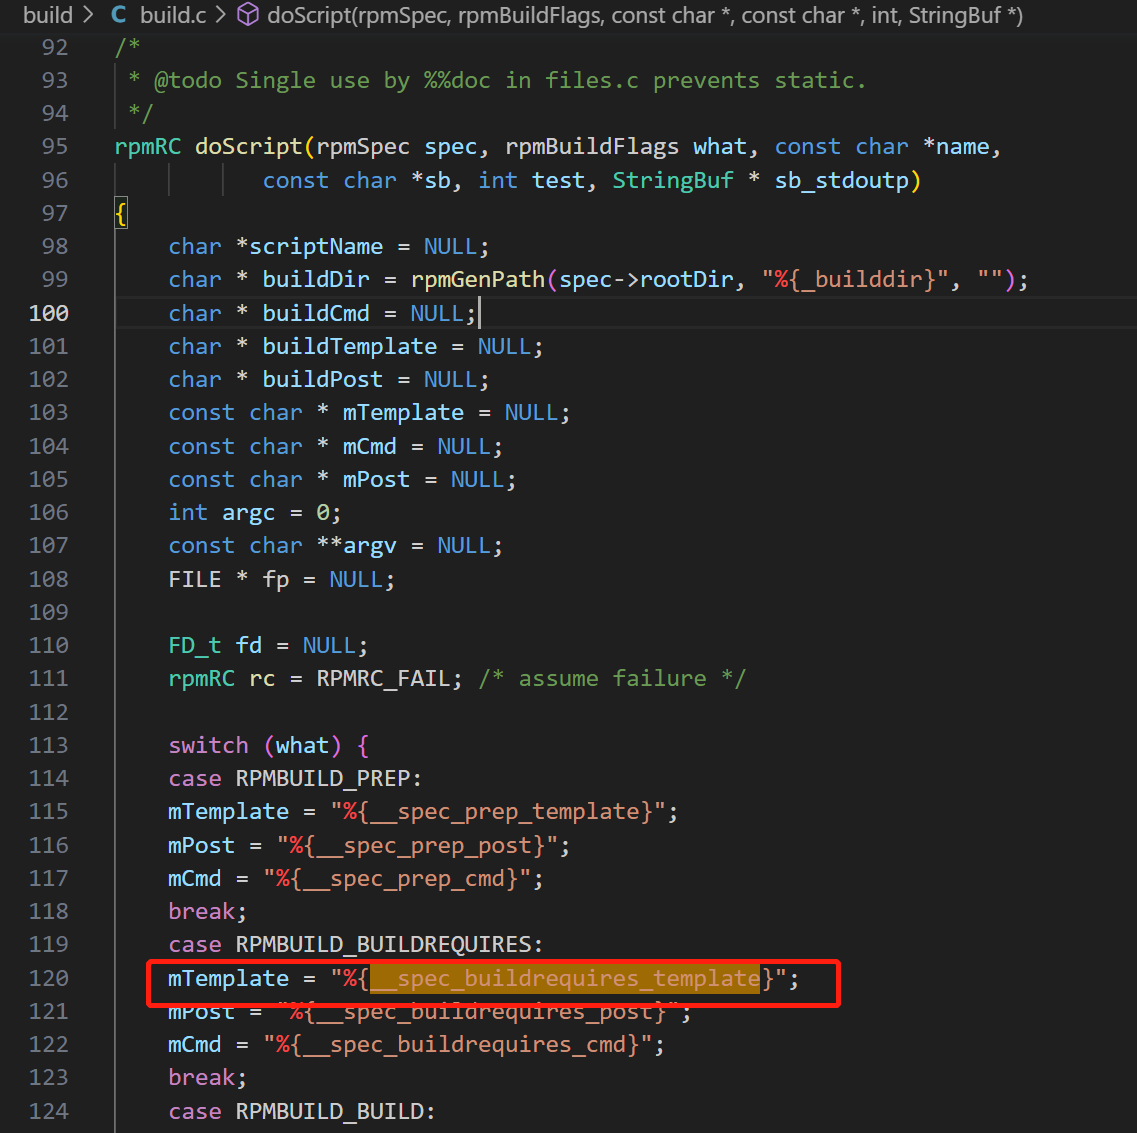 build > C build.c > doScript(rpmSpec, rpmBuildFlags, const char *, const char *, int, StringBuf *)
92 /*
93 * @todo Single use by %%doc in files.c prevents static.
94 */
95 rpmRC doScript(rpmSpec spec, rpmBuildFlags what, const char *name,
96 const char *sb, int test, StringBuf * sb_stdoutp)
97 {
98 char *scriptName = NULL;
99 char * buildDir = rpmGenPath(spec->rootDir, "%{_builddir}", "");
100 char * buildCmd = NULL;
101 char * buildTemplate = NULL;
102 char * buildPost = NULL;
103 const char * mTemplate = NULL;
104 const char * mCmd = NULL;
105 const char * mPost = NULL;
106 int argc = 0;
107 const char **argv = NULL;
108 FILE * fp = NULL;
109
110 FD_t fd = NULL;
111 rpmRC rc = RPMRC_FAIL; /* assume failure */
112
113 switch (what) {
114 case RPMBUILD_PREP:
115 mTemplate = "%{__spec_prep_template}";
116 mPost = "%{__spec_prep_post}";
117 mCmd = "%{__spec_prep_cmd}";
118 break;
119 case RPMBUILD_BUILDREQUIRES:
120 mTemplate = "%{__spec_buildrequires_template}";
121 mPost = "%{__spec_buildrequires_post}";
122 mCmd = "%{__spec_buildrequires_cmd}";
123 break;
124 case RPMBUILD_BUILD: